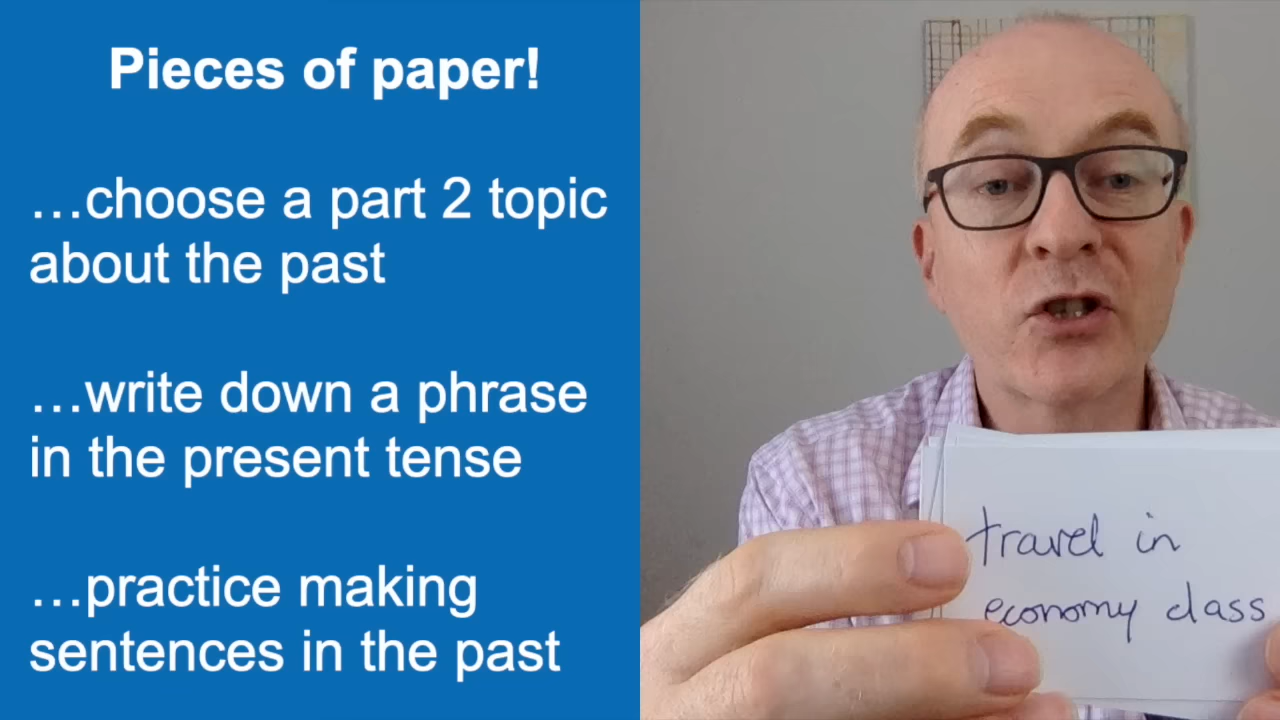 Pieces of paper!
…choose a part 2 topic
about the past
…write down a phrase
in the present tense
…practice making
sentences in the past
travel in
economy class